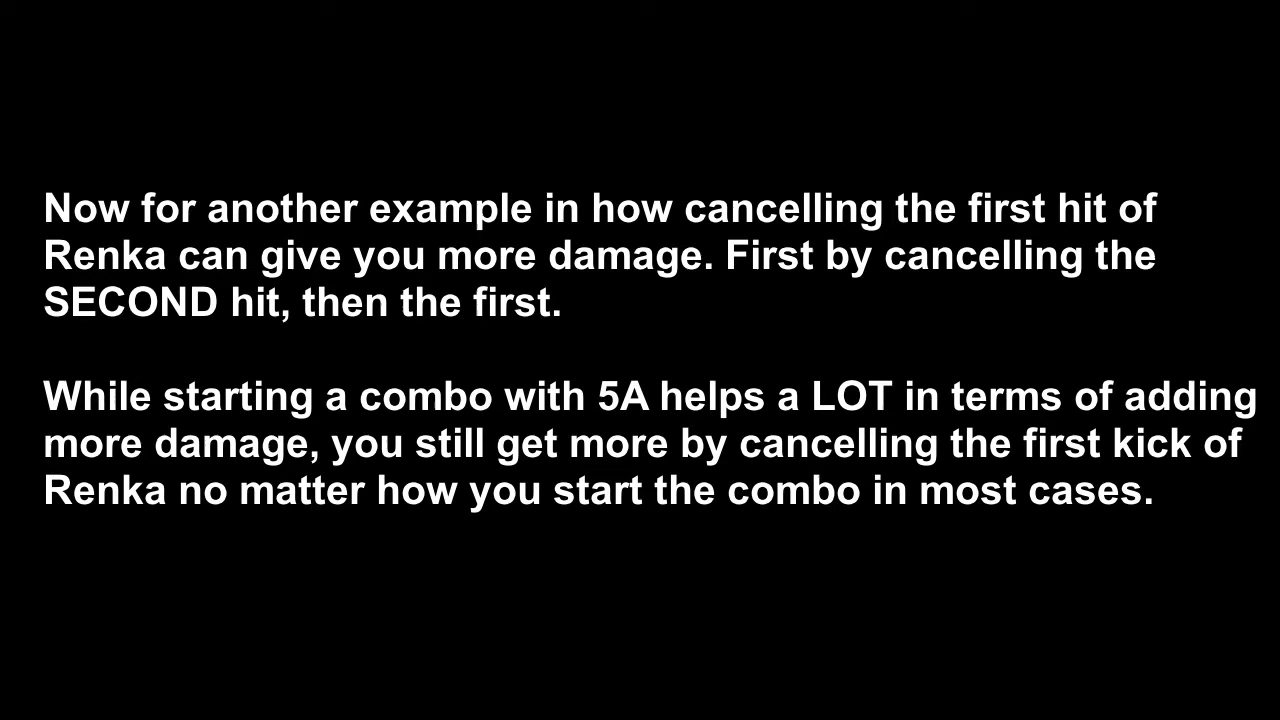 Now for another example in how cancelling the first hit of
Renka can give you more damage. First by cancelling the
SECOND hit, then the first.
While starting a combo with 5A helps a LOT in terms of adding
more damage, you still get more by cancelling the first kick of
Renka no matter how you start the combo in most cases.